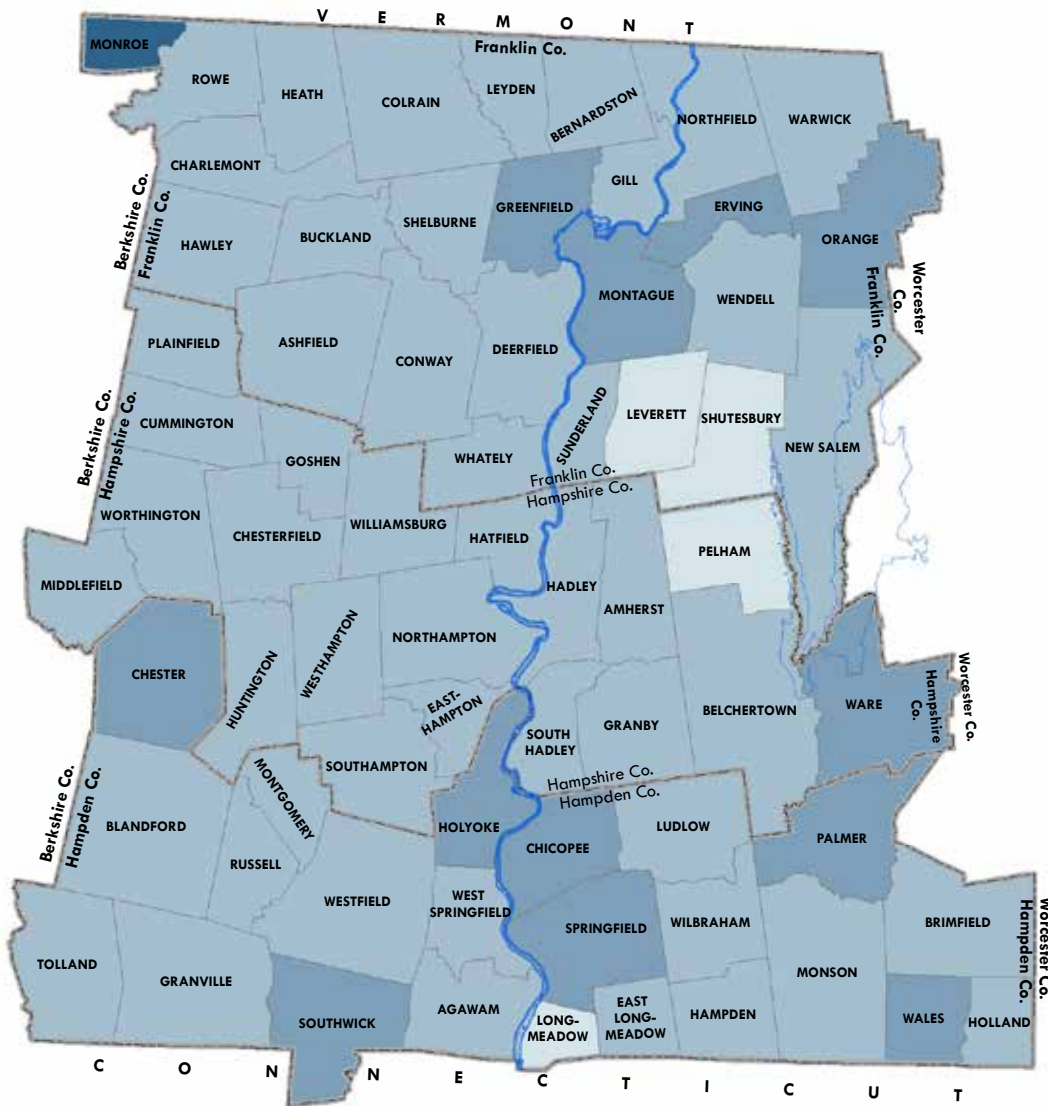 V E R M O N T
Franklin Co.
MONROE
ROWE
HEATH
COLRAIN
LEYDEN
BERNARDSTON
NORTHFIELD
WARWICK
CHARLEMONT
GILL
GREENFIELD
ERVING
Berkshire Co.
Franklin Co.
HAWLEY
BUCKLAND
SHELBURNE
ORANGE
Franklin Co.
Worcester
Co.
MONTAGUE
WENDELL
PLAINFIELD
ASHFIELD
CONWAY
DEERFIELD
SUNDERLAND
LEVERETT
SHUTESBURY
NEW SALEM
Berkshire Co.
Hampshire Co.
CUMMINGTON
GOSHEN
WHATELY
Franklin Co.
Hampshire Co.
WORTHINGTON
CHESTERFIELD
WILLIAMSBURG
HATFIELD
PELHAM
MIDDLEFIELD
HADLEY
AMHERST
CHESTER
HUNTINGTON
WESTHAMPTON
NORTHAMPTON
EAST-
HAMPTON
SOUTH
HADLEY
GRANBY
BELCHERTOWN
WARE
Hampshire
Co.
Worcester Co.
SOUTHAMPTON
Hampshire Co.
Hampden Co.
Berkshire Co.
Hampden Co.
BLANDFORD
MONTGOMERY
RUSSELL
HOLYOKE
CHICOPEE
LUDLOW
PALMER
WESTFIELD
WEST
SPRINGFIELD
SPRINGFIELD
WILBRAHAM
BRIMFIELD
Hampden Co.
Worcester Co.
TOLLAND
GRANVILLE
MONSON
SOUTHWICK
AGAWAM
LONG-
MEADOW
EAST
LONG-
MEADOW
HAMPDEN
WALES
HOLLAND
C O N N E C T I C U T